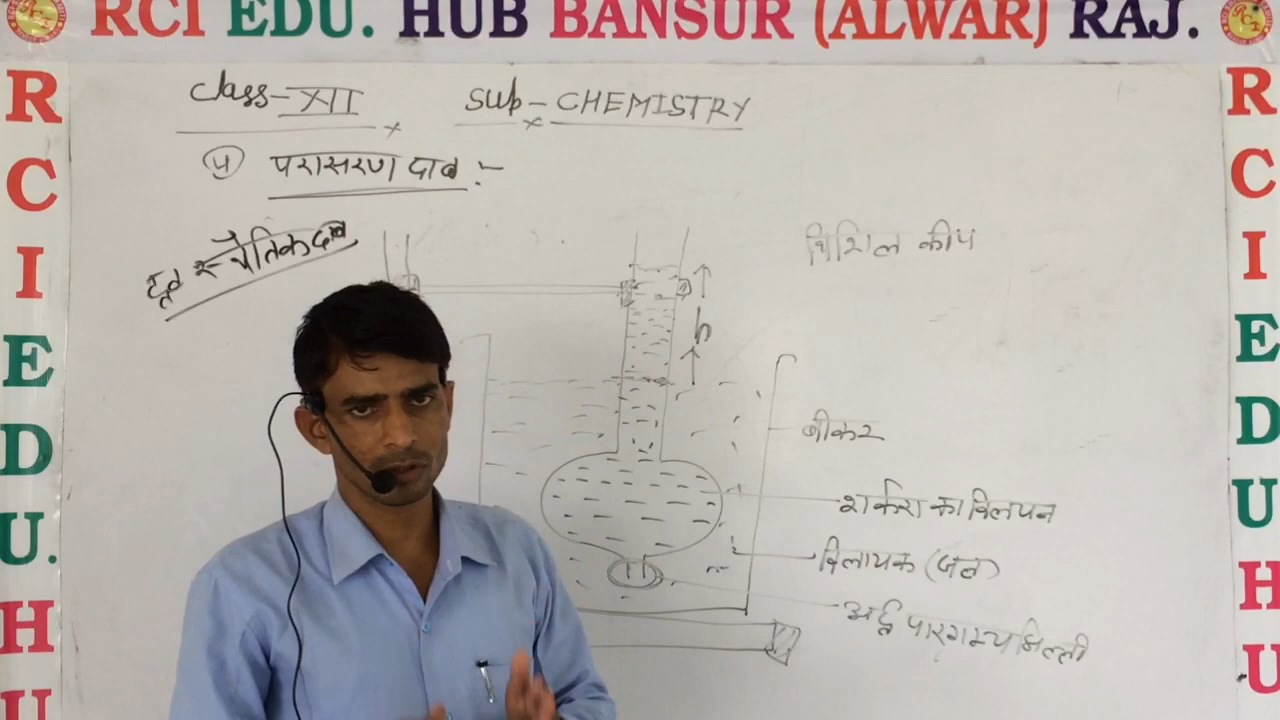 RCI EDU. HUB BANSUR (ALWAR) RAJ.
R
C
I
E
D
U.
H
U
Class-XII Sub-CHEMISTRY
परासरण दाब :-
द्रव स्थैतिक दाब
थिसिल कीप
h
बीकर
शर्करा का विलयन
विलायक (जल)
अर्द्ध पारगम्य झिल्ली
R
C
I
E
D
U
H
U